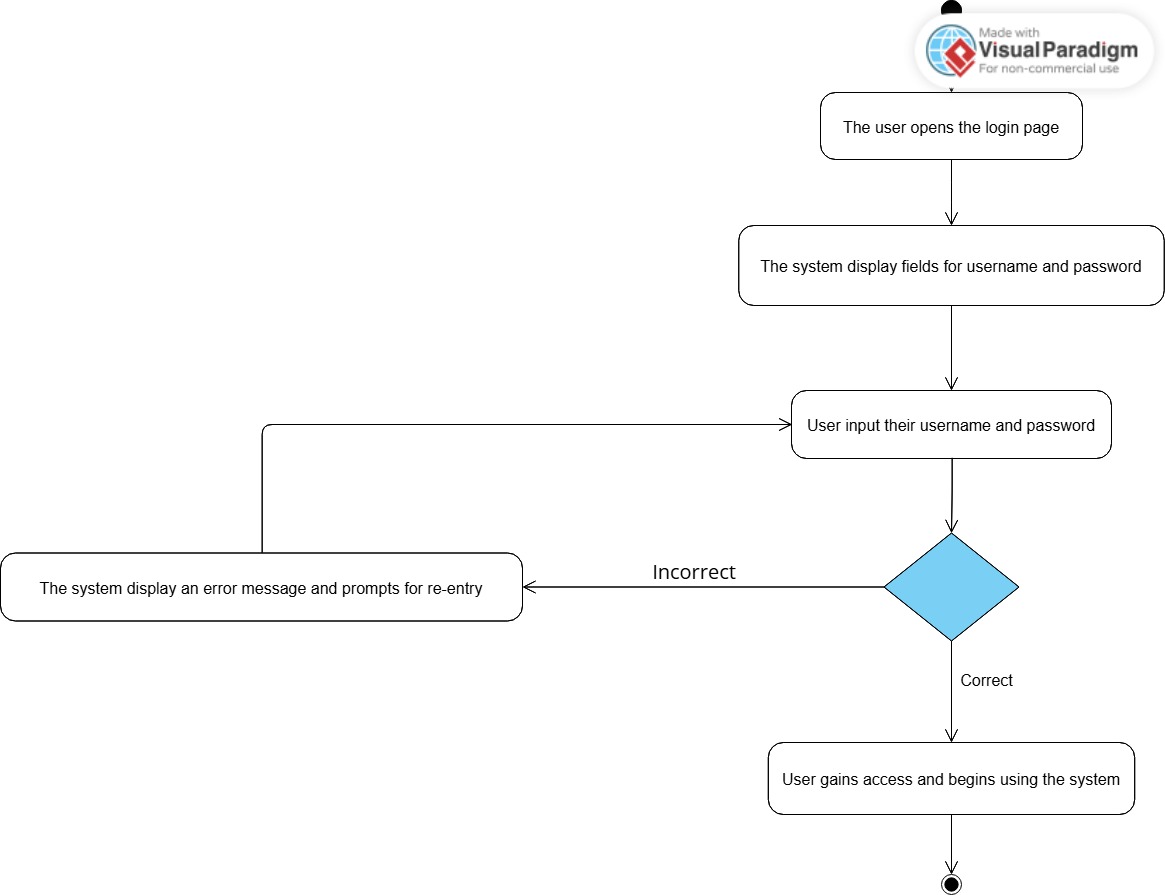 Made with
Visual Paradigm
For non-commercial use
The user opens the login page
The system display fields for username and password
User input their username and password
Incorrect
The system display an error message and prompts for re-entry
Correct
User gains access and begins using the system